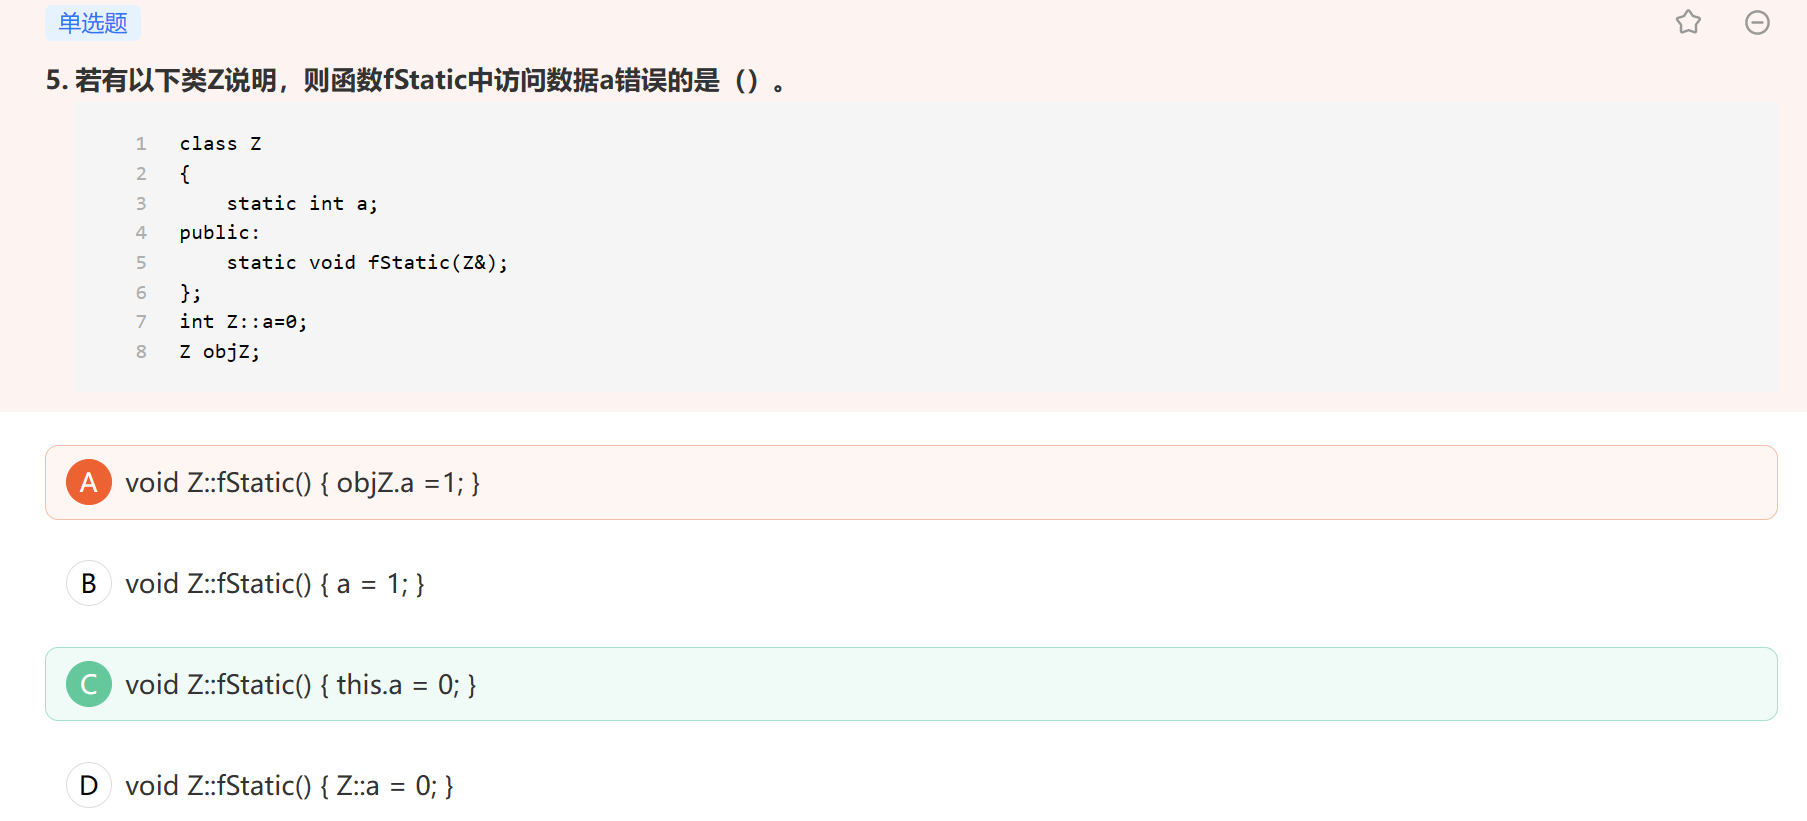 单选题
5. 若有以下类Z说明，则函数fStatic中访问数据a错误的是（）。
1 class Z
2 {
3     static int a;
4 public:
5     static void fStatic(Z&);
6 };
7 int Z::a=0;
8 Z objZ;
A void Z::fStatic() { objZ.a =1; }
B void Z::fStatic() { a = 1; }
C void Z::fStatic() { this.a = 0; }
D void Z::fStatic() { Z::a = 0; }